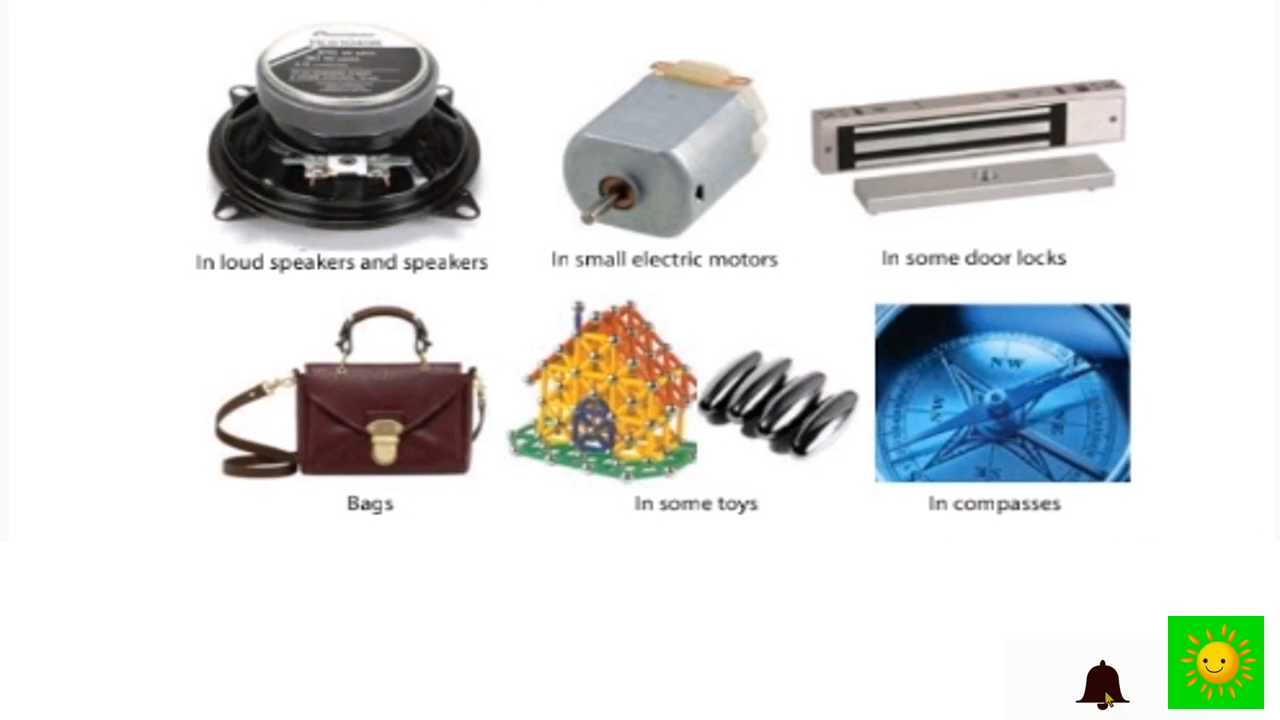 In loud speakers and speakers
In small electric motors
In some door locks
NW
Bags
In some toys
In compasses